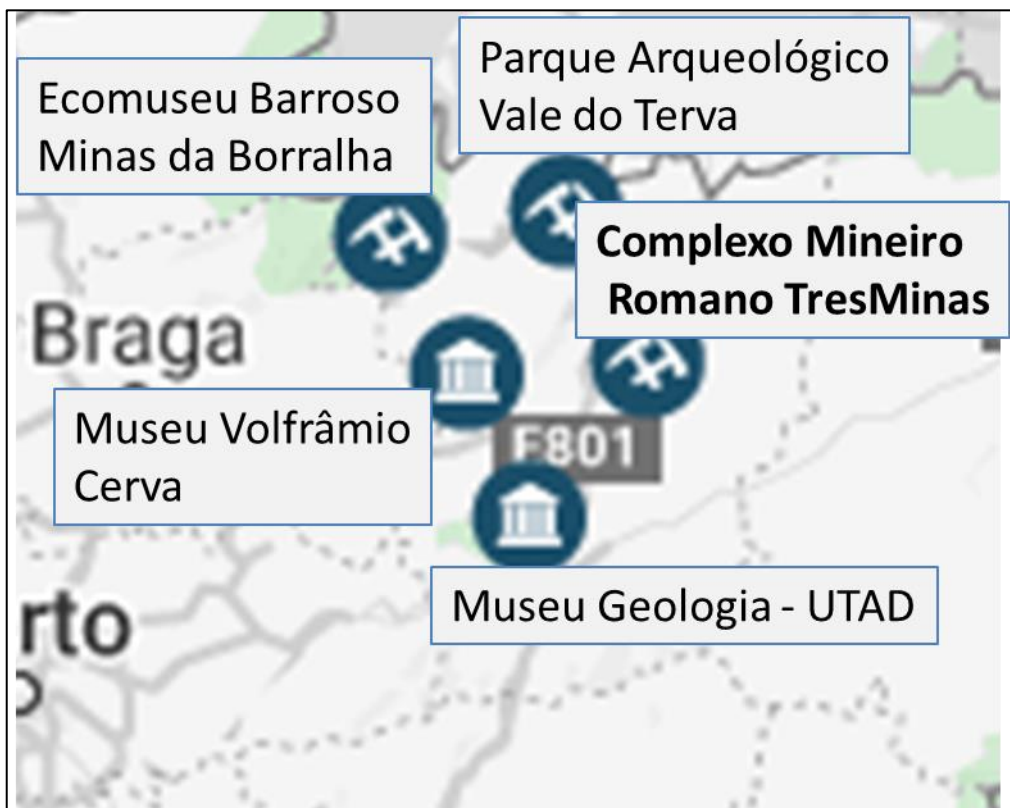 Parque Arqueológico
Vale do Terva
Ecomuseu Barroso
Minas da Borralha
Complexo Mineiro
Romano TresMinas
Braga
Museu Volfrâmio
Cerva
E801
Museu Geologia - UTAD
rto